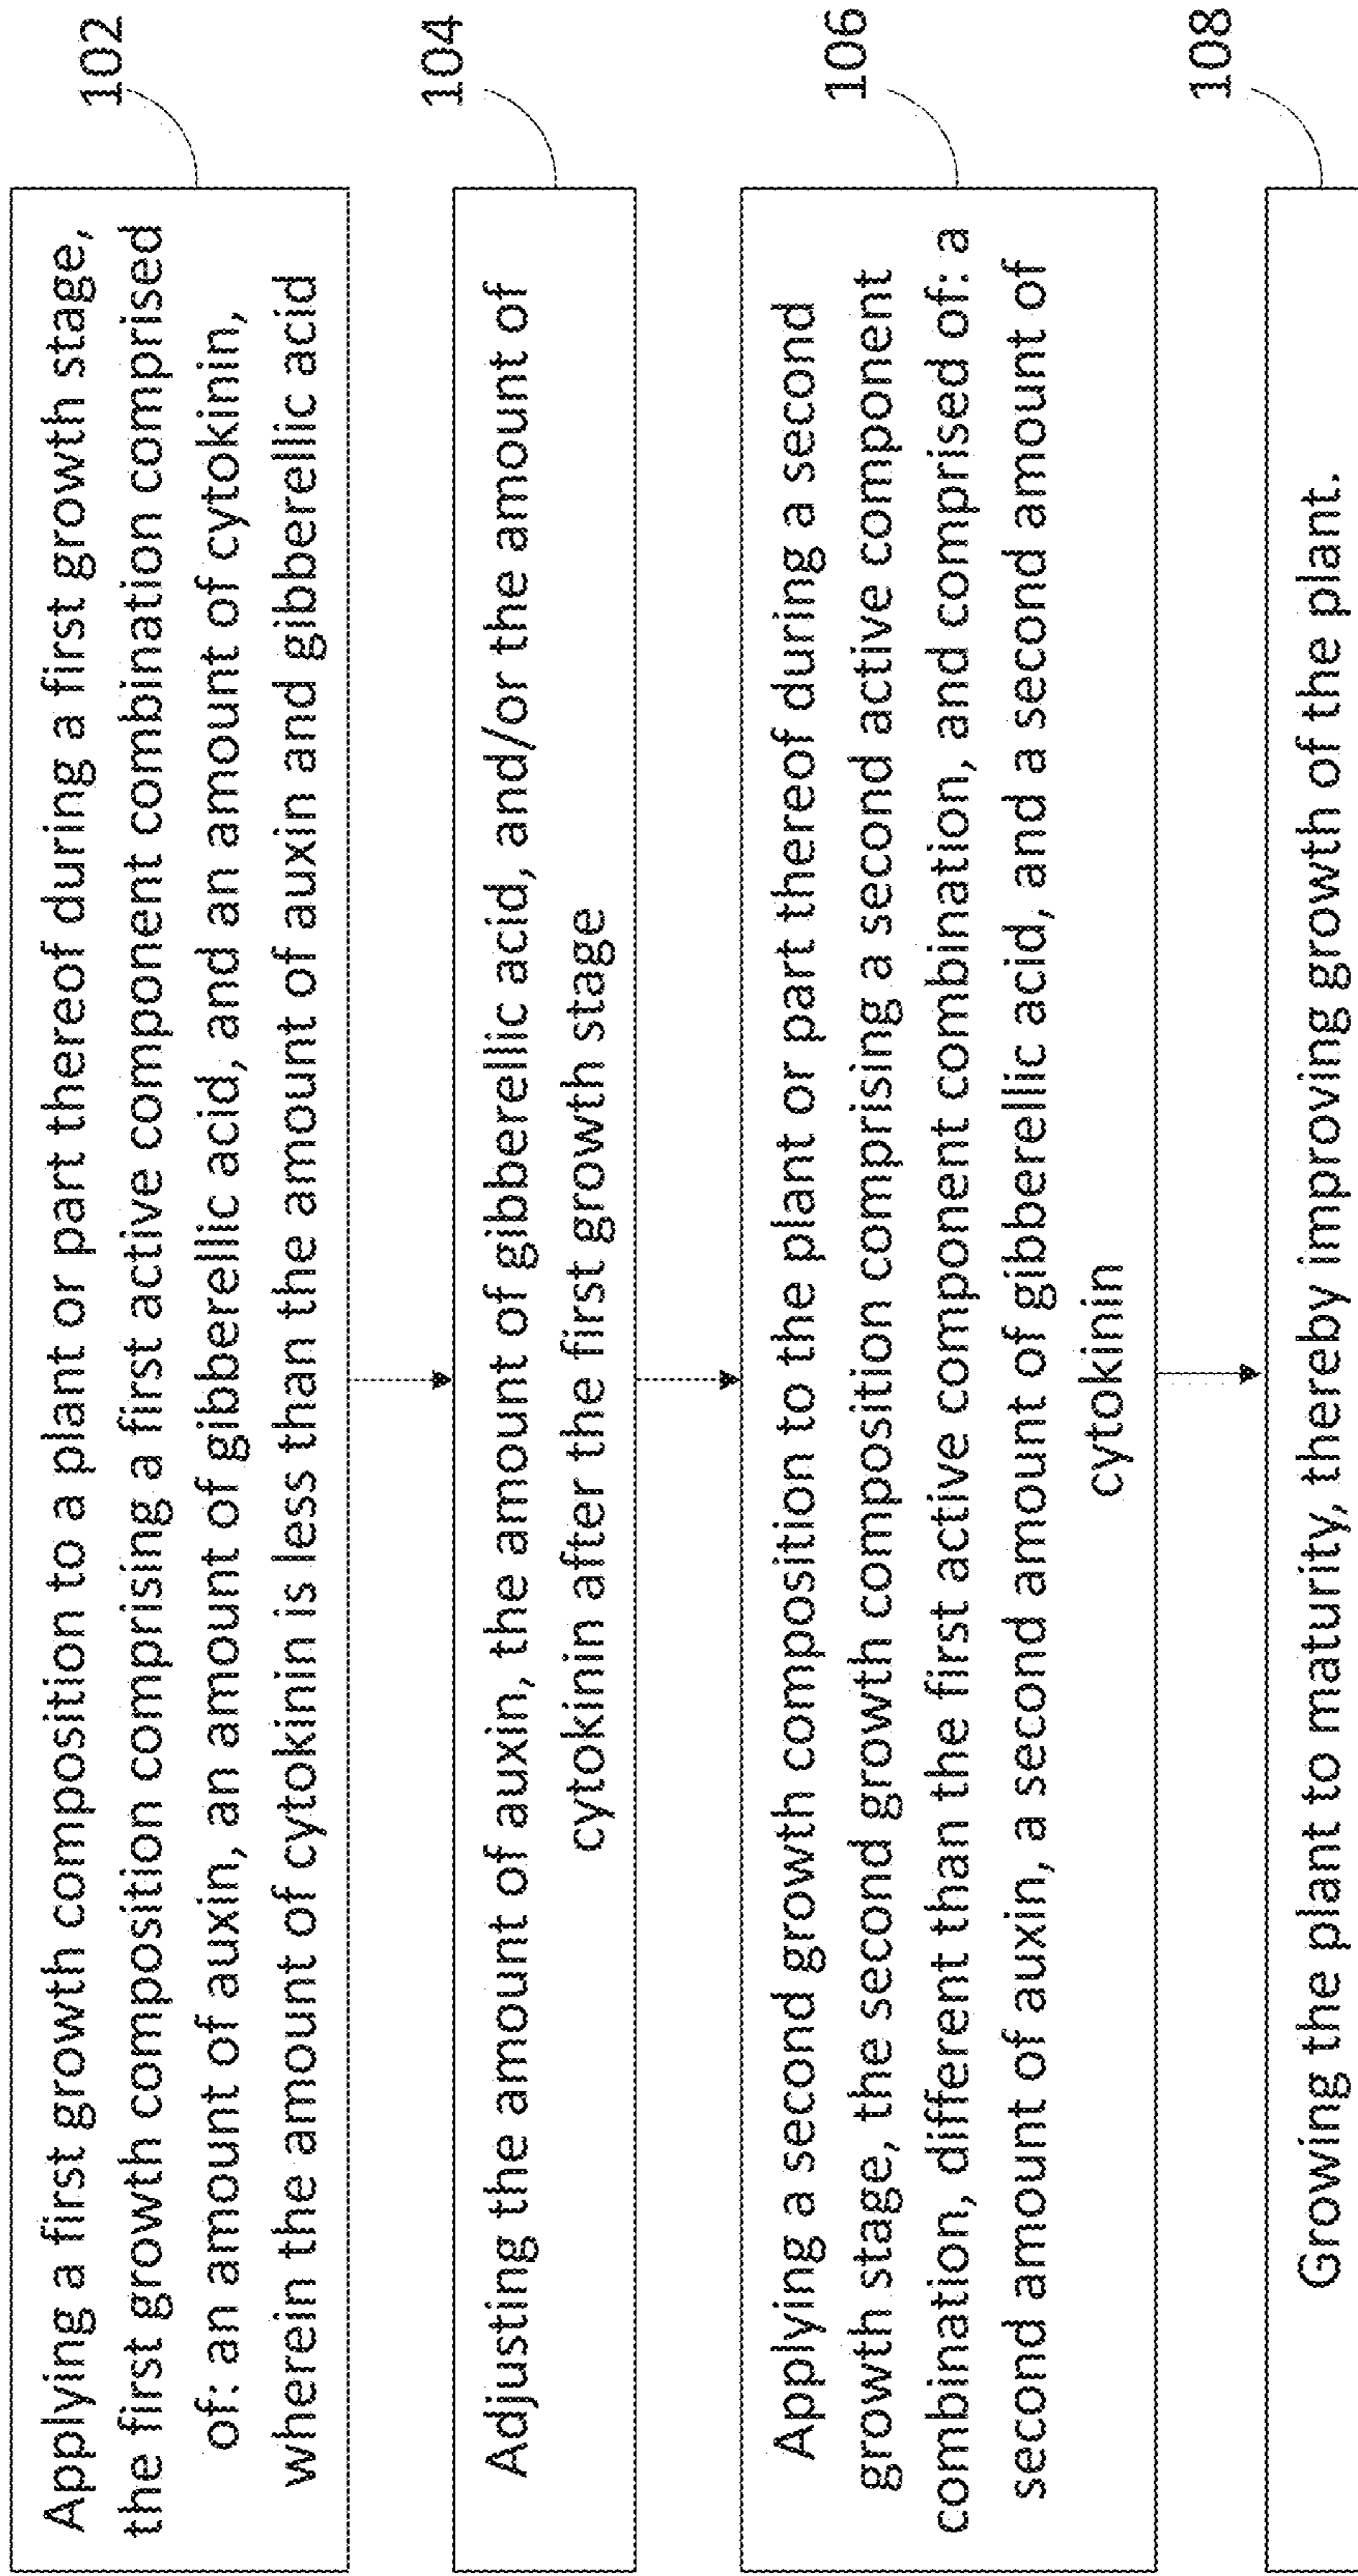 Applying a first growth composition to a plant or part thereof during a first growth stage,
the first growth composition comprising a first active component combination comprised
of: an amount of auxin, an amount of gibberellic acid, and an amount of cytokinin,
wherein the amount of cytokinin is less than the amount of auxin and gibberellic acid
102
Adjusting the amount of auxin, the amount of gibberellic acid, and/or the amount of
cytokinin after the first growth stage
104
Applying a second growth composition to the plant or part thereof during a second
growth stage, the second growth composition comprising a second active component
combination, different than the first active component combination, and comprised of: a
second amount of auxin, a second amount of gibberellic acid, and a second amount of
cytokinin
106
Growing the plant to maturity, thereby improving growth of the plant.
108